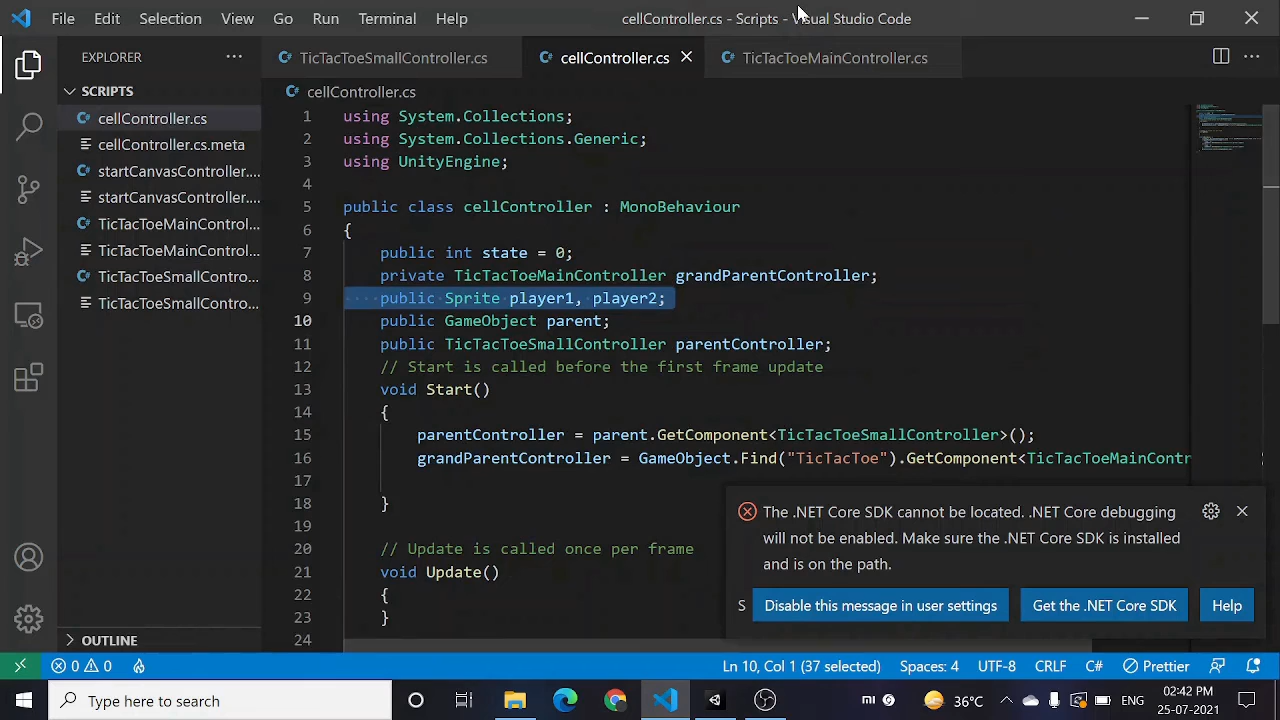 File Edit Selection View Go Run Terminal Help cellController.cs - Scripts - Visual Studio Code
EXPLORER ··· TicTacToeSmallController.cs cellController.cs TicTacToeMainController.cs ···
SCRIPTS
cellController.cs
cellController.cs.meta
startCanvasController....
startCanvasController....
TicTacToeMainControl...
TicTacToeMainControl...
TicTacToeSmallContro...
TicTacToeSmallContro...
OUTLINE
cellController.cs
1 using System.Collections;
2 using System.Collections.Generic;
3 using UnityEngine;
4
5 public class cellController : MonoBehaviour
6 {
7 public int state = 0;
8 private TicTacToeMainController grandParentController;
9 public Sprite player1, player2;
10 public GameObject parent;
11 public TicTacToeSmallController parentController;
12 // Start is called before the first frame update
13 void Start()
14 {
15 parentController = parent.GetComponent<TicTacToeSmallController>();
16 grandParentController = GameObject.Find("TicTacToe").GetComponent<TicTacToeMainContr
17
18 }
19
20 // Update is called once per frame
21 void Update()
22 {
23 }
24
The .NET Core SDK cannot be located. .NET Core debugging
will not be enabled. Make sure the .NET Core SDK is installed
and is on the path.
S Disable this message in user settings Get the .NET Core SDK Help
0 0 Ln 10, Col 1 (37 selected) Spaces: 4 UTF-8 CRLF C# Prettier
Type here to search mi 36°C ENG 02:42 PM
25-07-2021